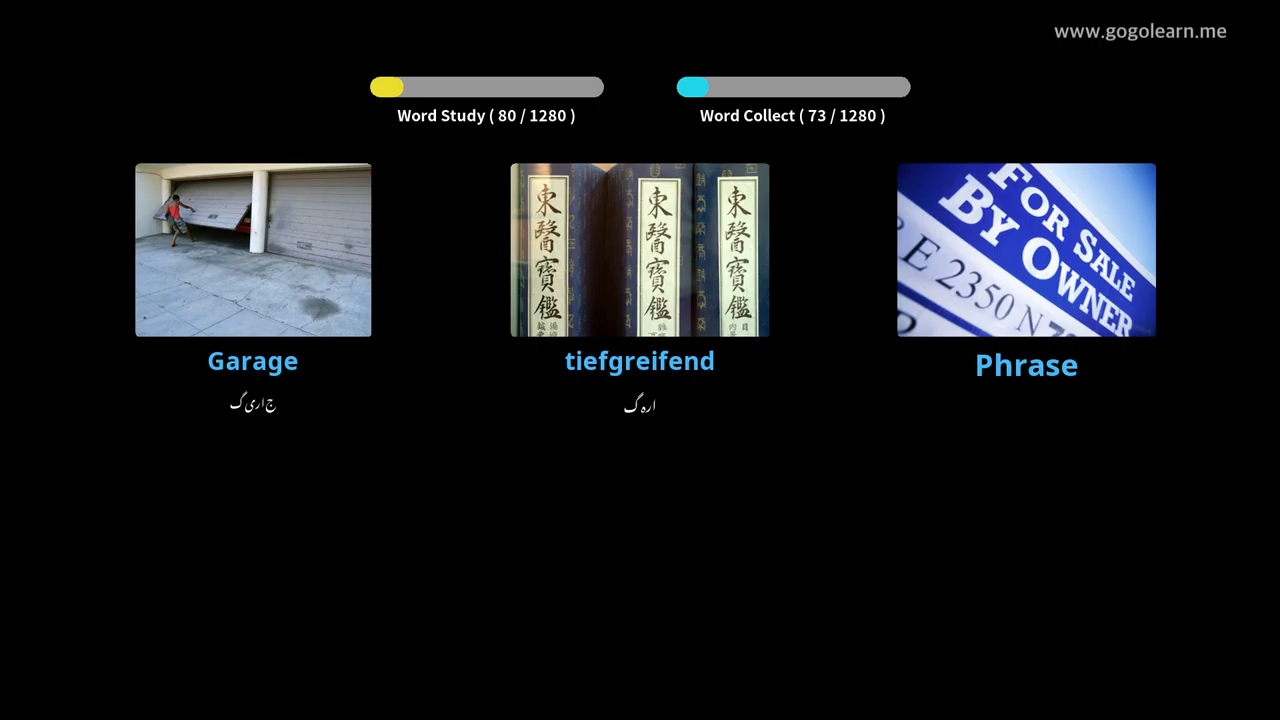 www.gogolearn.me
Word Study ( 80 / 1280 )
Word Collect ( 73 / 1280 )
東醫寶鑑
東醫寶鑑
東醫寶鑑
FOR SALE
BY OWNER
E 2350 N
Garage
tiefgreifend
Phrase
ج اری گ
ارہ گ